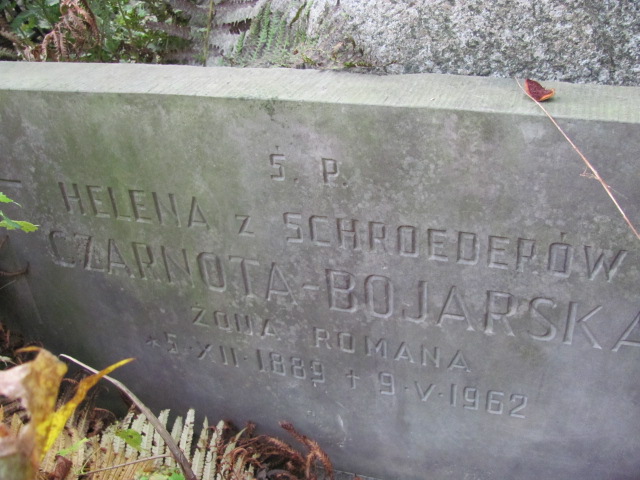 Ś. P.
HELENA z SCHROEDERÓW
CZARNOTA-BOJARSKA
ŻONA ROMANA
*5·XII·1889 + 9·V·1962